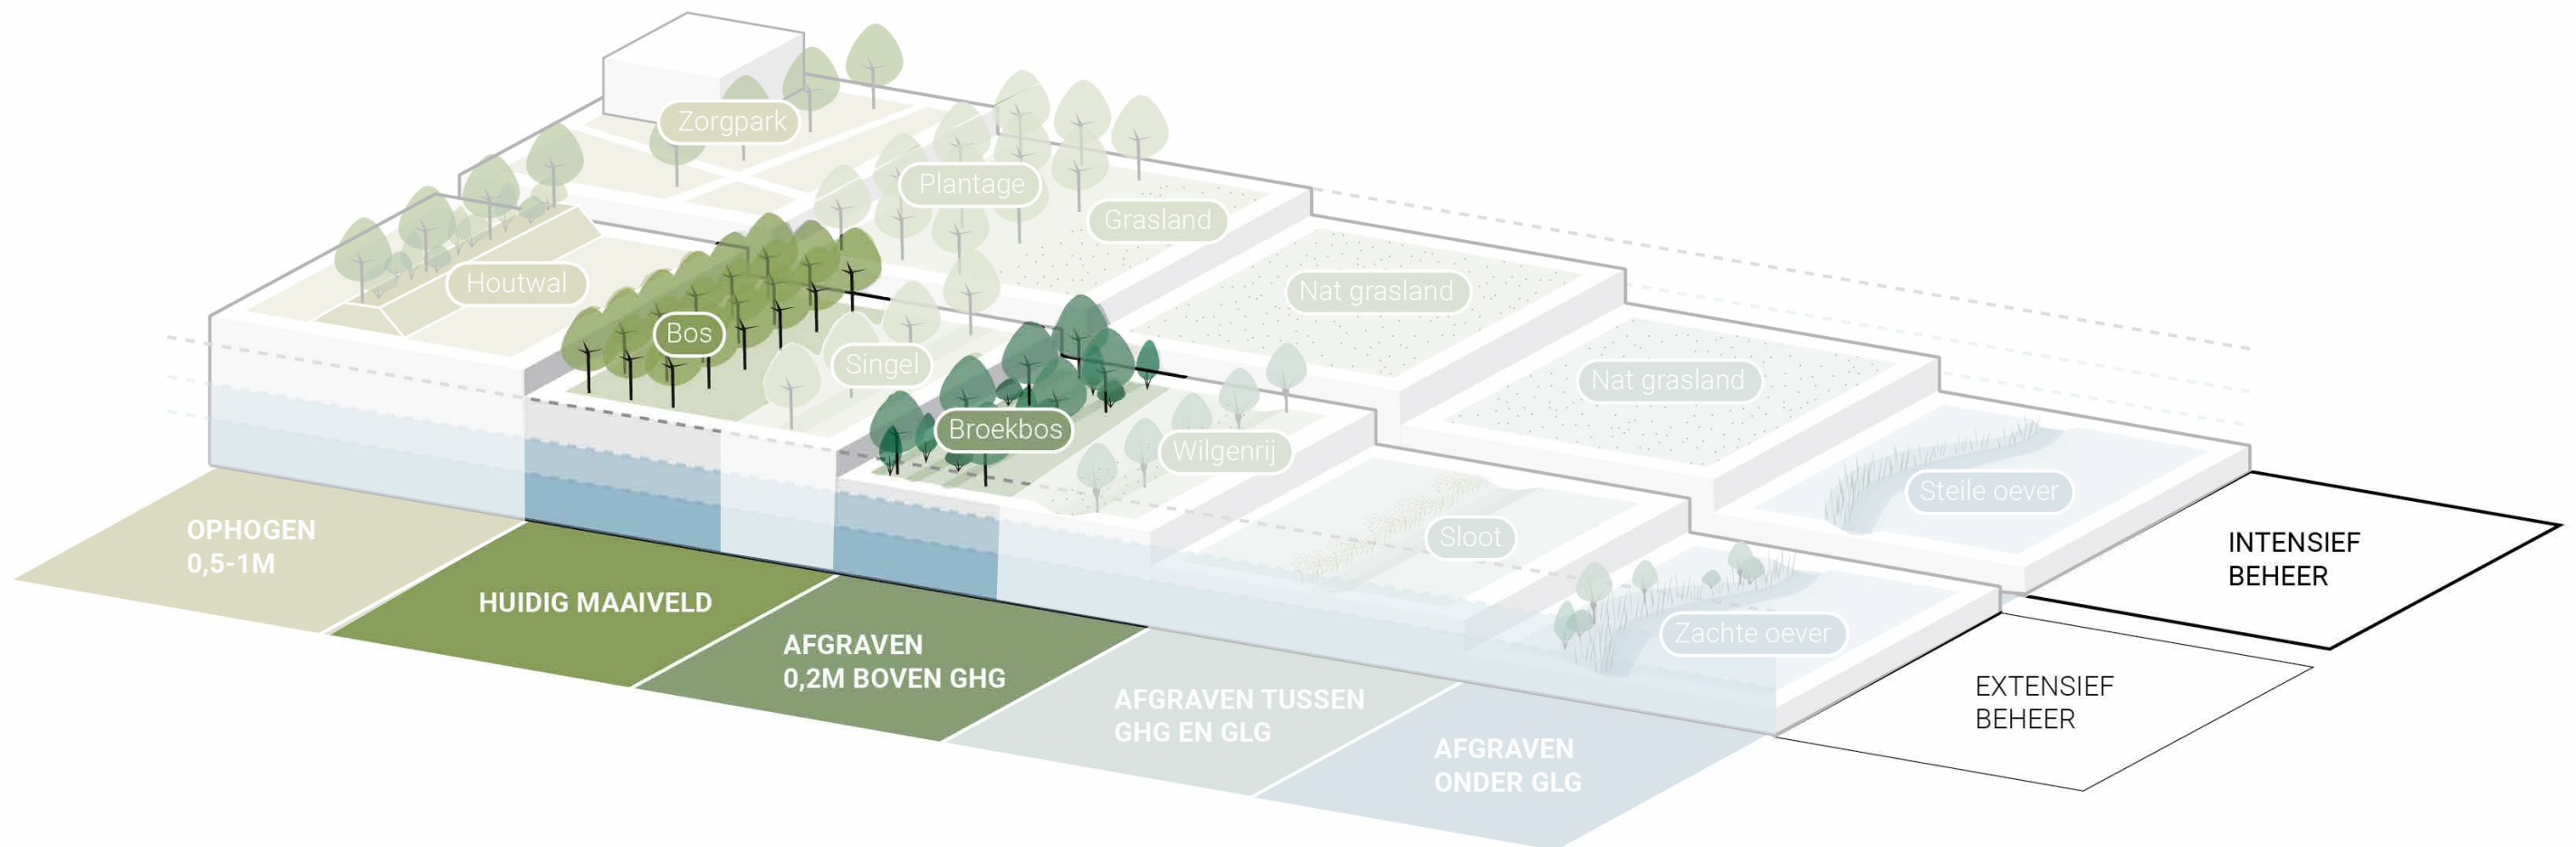 Zorgpark
Plantage
Grasland
Houtwal
Nat grasland
Bos
Singel
Nat grasland
Broekbos
Wilgenrij
Steile oever
Sloot
Zachte oever
OPHOGEN
0,5-1M
HUIDIG MAAIVELD
AFGRAVEN
0,2M BOVEN GHG
AFGRAVEN TUSSEN
GHG EN GLG
AFGRAVEN
ONDER GLG
INTENSIEF
BEHEER
EXTENSIEF
BEHEER